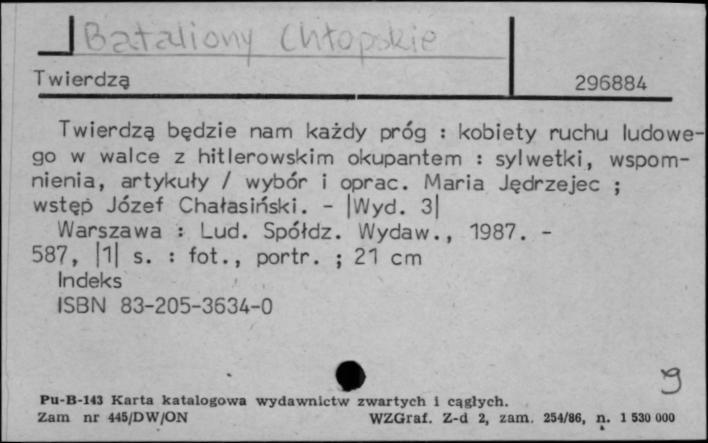 Bataliony Chłopskie
Twierdzą 296884
Twierdzą będzie nam każdy próg : kobiety ruchu ludowe-
go w walce z hitlerowskim okupantem : sylwetki, wspom-
nienia, artykuły / wybór i oprac. Maria Jędrzejec ;
wstęp Józef Chałasiński. - |Wyd. 3|
Warszawa : Lud. Spółdz. Wydaw., 1987. -
587, |1| s. : fot., portr. ; 21 cm
Indeks
ISBN 83-205-3634-0
g
Pu-B-143 Karta katalogowa wydawnictw zwartych i ciągłych.
Zam nr 445/DW/ON WZGraf. Z-d 2, zam. 254/86, n. 1 530 000